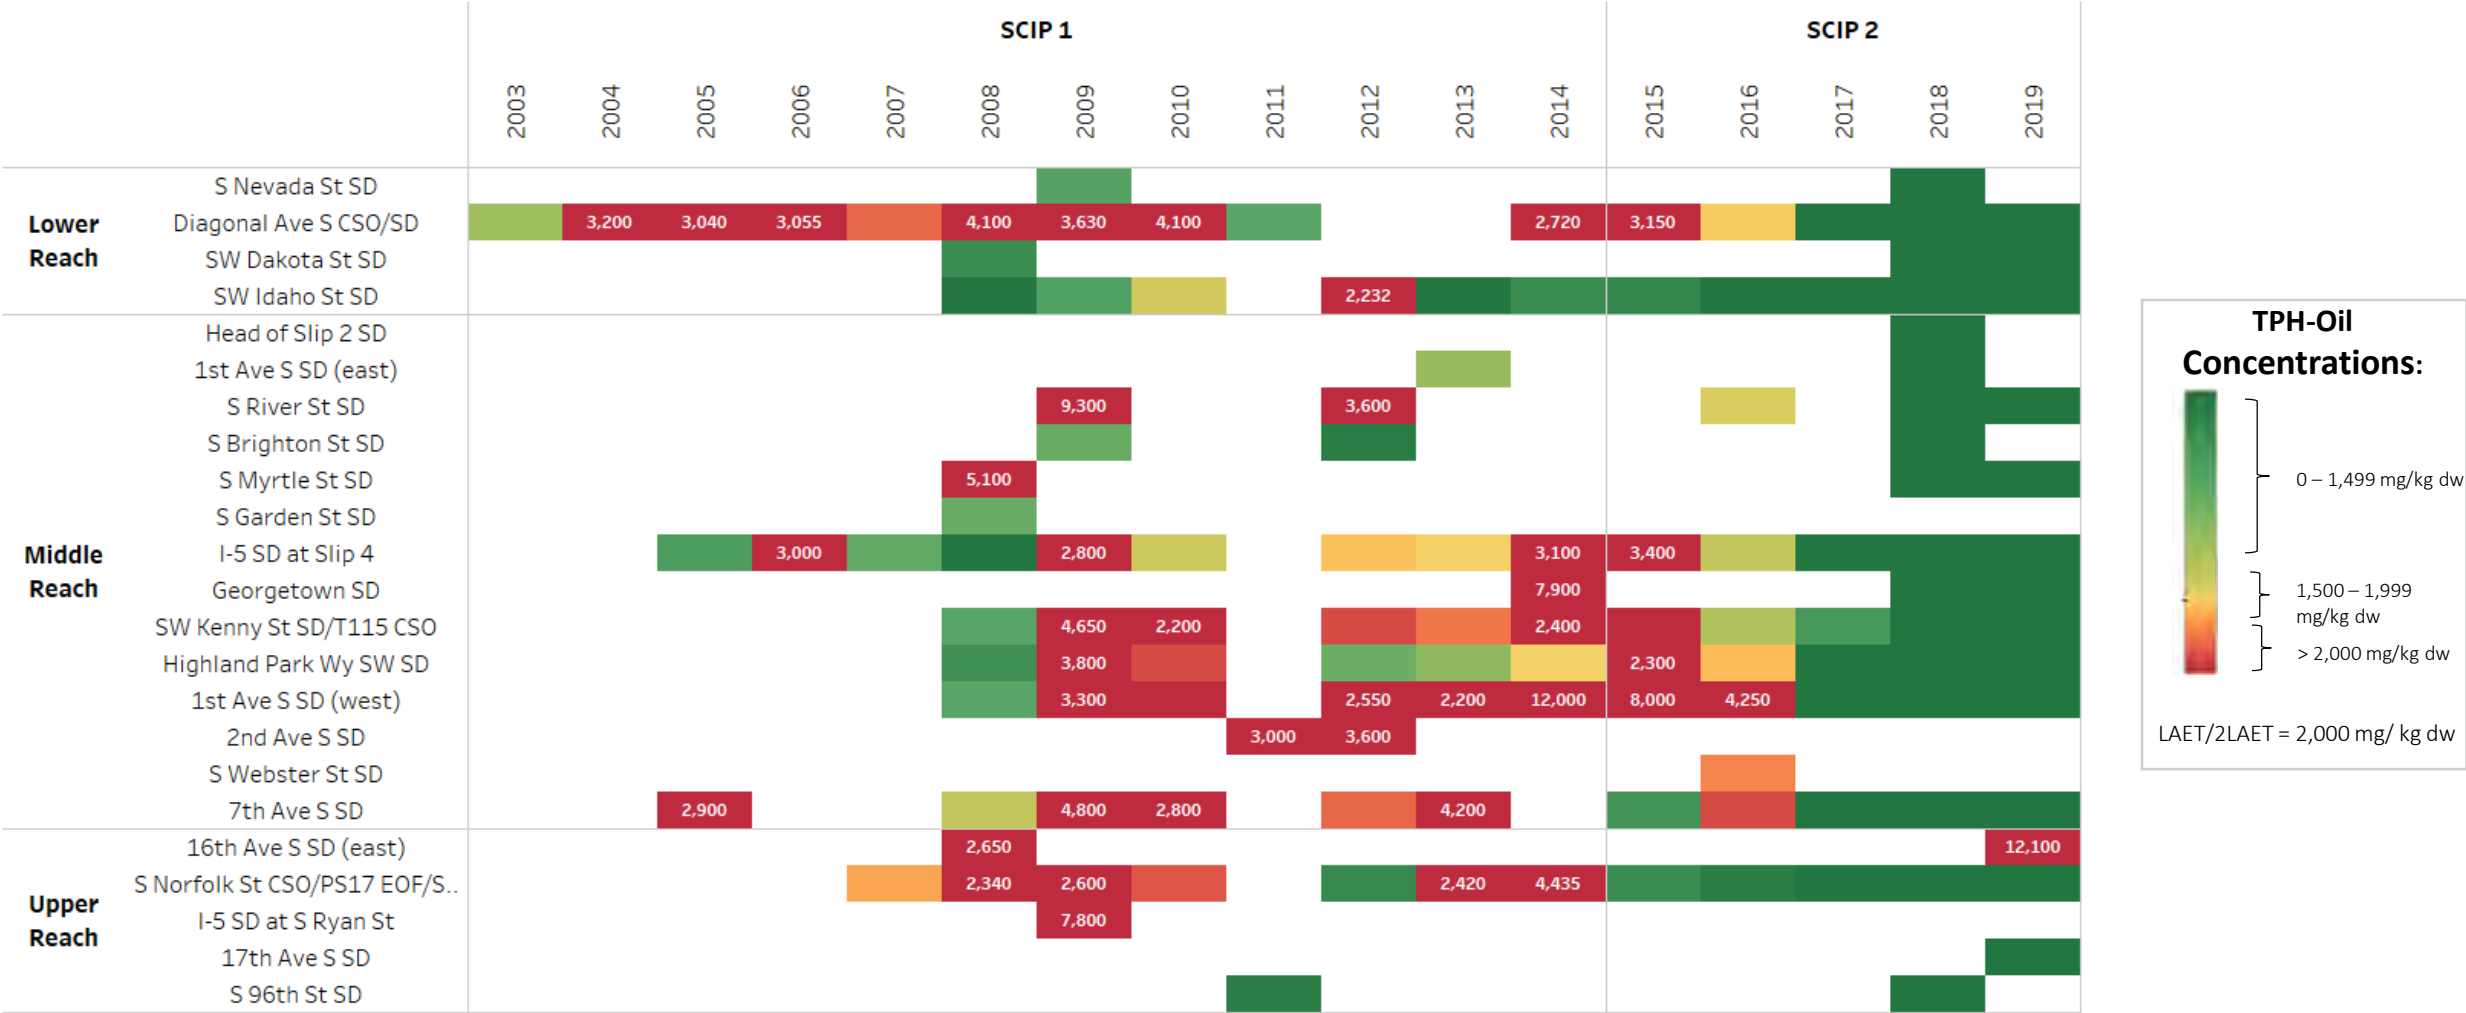 SCIP 1
SCIP 2
2003
2004
2005
2006
2007
2008
2009
2010
2011
2012
2013
2014
2015
2016
2017
2018
2019
Lower
Reach
S Nevada St SD
Diagonal Ave S CSO/SD 3,200 3,040 3,055 4,100 3,630 4,100 2,720 3,150
SW Dakota St SD
SW Idaho St SD 2,232
Middle
Reach
Head of Slip 2 SD
1st Ave S SD (east)
S River St SD 9,300 3,600
S Brighton St SD
S Myrtle St SD 5,100
S Garden St SD
I-5 SD at Slip 4 3,000 2,800 3,100 3,400
Georgetown SD 7,900
SW Kenny St SD/T115 CSO 4,650 2,200 2,400
Highland Park Wy SW SD 3,800 2,300
1st Ave S SD (west) 3,300 2,550 2,200 12,000 8,000 4,250
2nd Ave S SD 3,000 3,600
S Webster St SD
7th Ave S SD 2,900 4,800 2,800 4,200
Upper
Reach
16th Ave S SD (east) 2,650 12,100
S Norfolk St CSO/PS17 EOF/S.. 2,340 2,600 2,420 4,435
I-5 SD at S Ryan St 7,800
17th Ave S SD
S 96th St SD
TPH-Oil
Concentrations:
0 – 1,499 mg/kg dw
1,500 – 1,999
mg/kg dw
> 2,000 mg/kg dw
LAET/2LAET = 2,000 mg/ kg dw